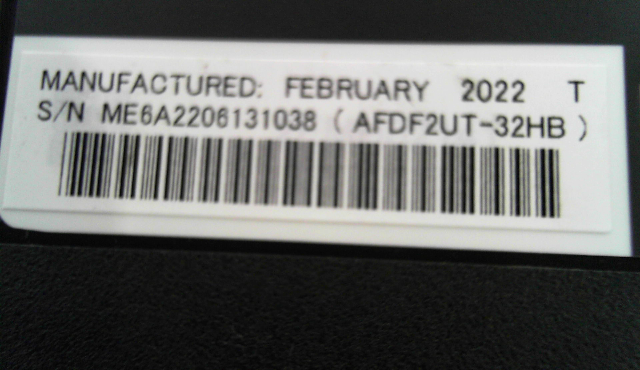 MANUFACTURED: FEBRUARY 2022 T
S/N ME6A2206131038 ( AFDF2UT-32HB )